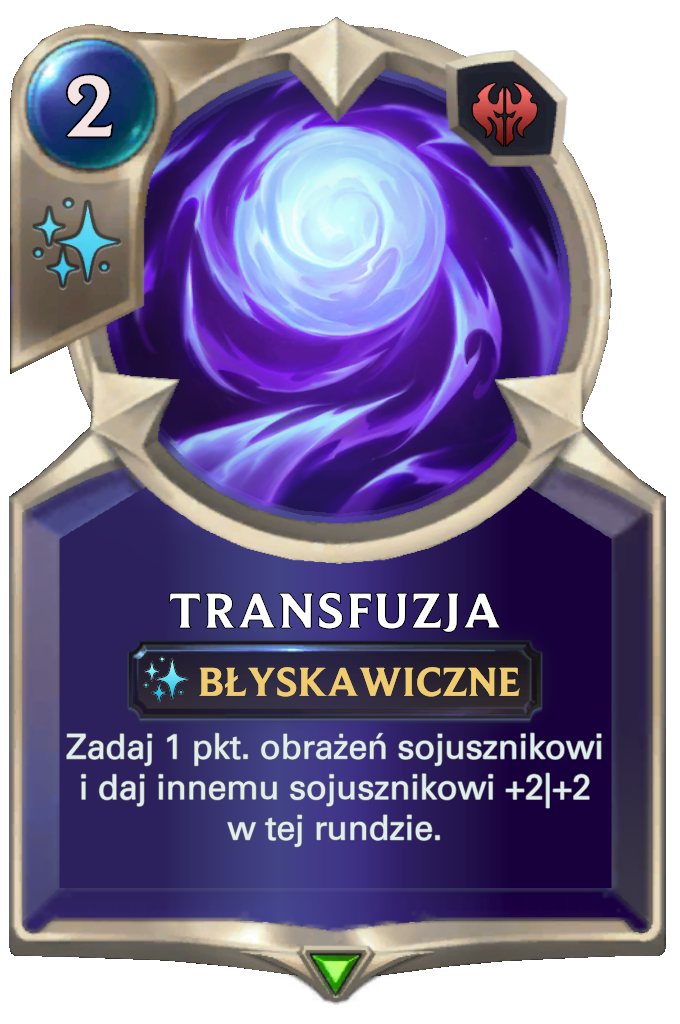 2
TRANSFUZJA
BŁYSKAWICZNE
Zadaj 1 pkt. obrażeń sojusznikowi
i daj innemu sojusznikowi +2|+2
w tej rundzie.